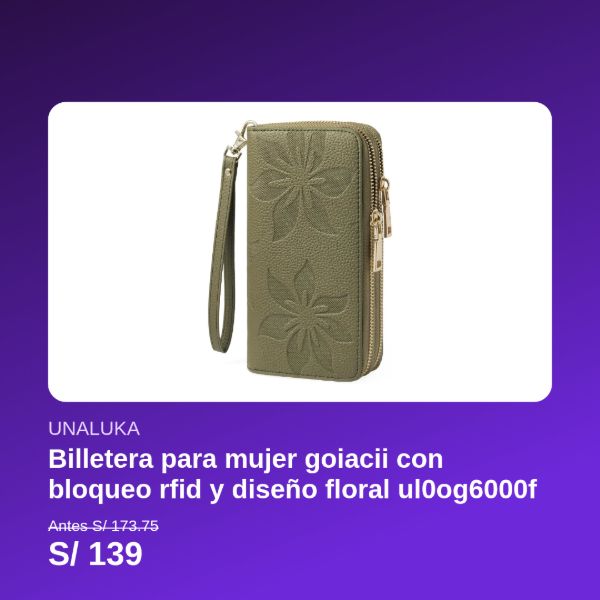 UNALUKA
Billetera para mujer goiacii con
bloqueo rfid y diseño floral ul0og6000f
Antes S/ 173.75
S/ 139